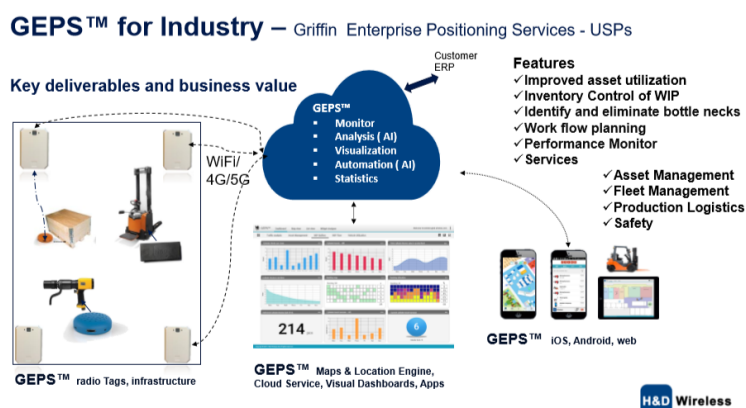 GEPS™ for Industry – Griffin Enterprise Positioning Services - USPs
Key deliverables and business value
Customer
ERP
GEPS™
▪ Monitor
▪ Analysis ( AI)
▪ Visualization
▪ Automation ( AI)
▪ Statistics
WiFi/
4G/5G
Features
✓Improved asset utilization
✓Inventory Control of WIP
✓Identify and eliminate bottle necks
✓Work flow planning
✓Performance Monitor
✓Services
✓Asset Management
✓Fleet Management
✓Production Logistics
✓Safety
214
6
GEPS™ iOS, Android, web
GEPS™ radio Tags, infrastructure
GEPS™ Maps & Location Engine,
Cloud Service, Visual Dashboards, Apps
H&D Wireless